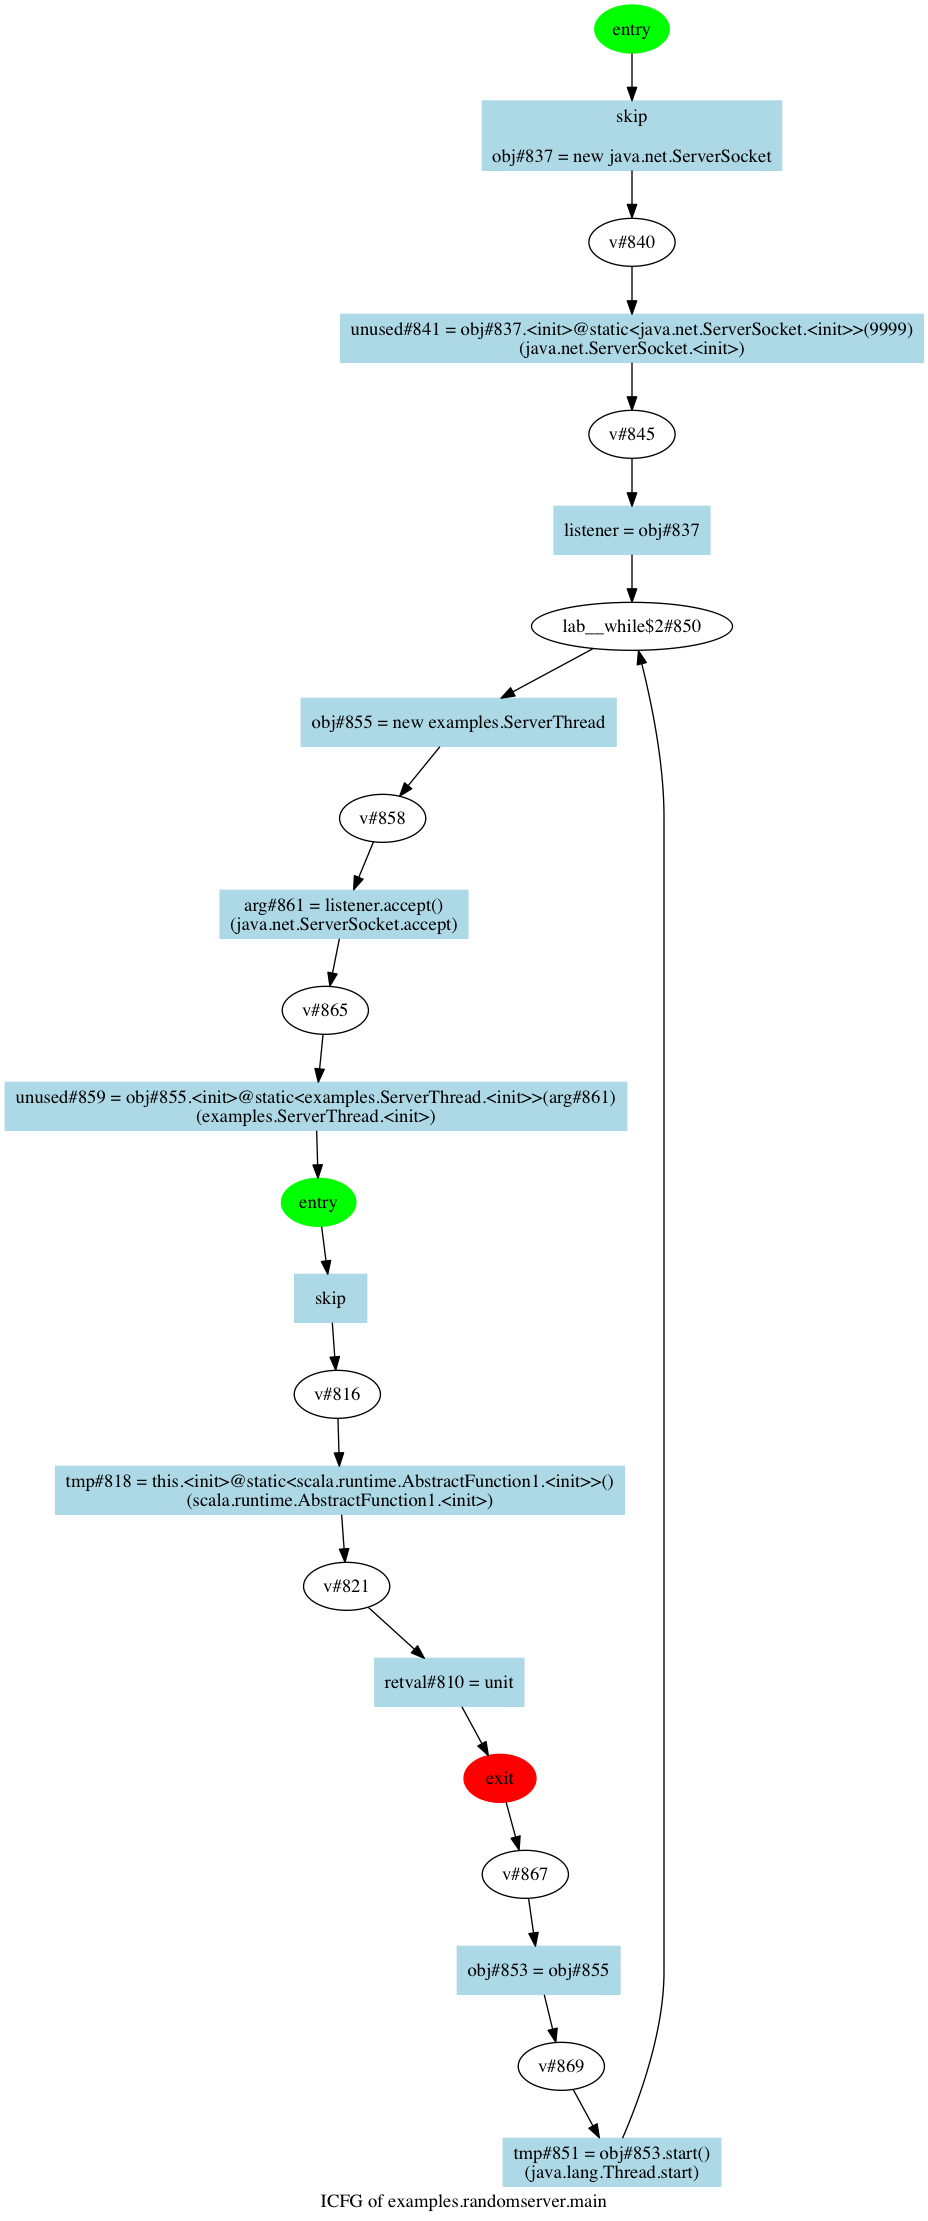 entry
skip
obj#837 = new java.net.ServerSocket
v#840
unused#841 = obj#837.<init>@static<java.net.ServerSocket.<init>>(9999)
(java.net.ServerSocket.<init>)
v#845
listener = obj#837
lab__while$2#850
obj#855 = new examples.ServerThread
v#858
arg#861 = listener.accept()
(java.net.ServerSocket.accept)
v#865
unused#859 = obj#855.<init>@static<examples.ServerThread.<init>>(arg#861)
(examples.ServerThread.<init>)
entry
skip
v#816
tmp#818 = this.<init>@static<scala.runtime.AbstractFunction1.<init>>()
(scala.runtime.AbstractFunction1.<init>)
v#821
retval#810 = unit
exit
v#867
obj#853 = obj#855
v#869
tmp#851 = obj#853.start()
(java.lang.Thread.start)
ICFG of examples.randomserver.main